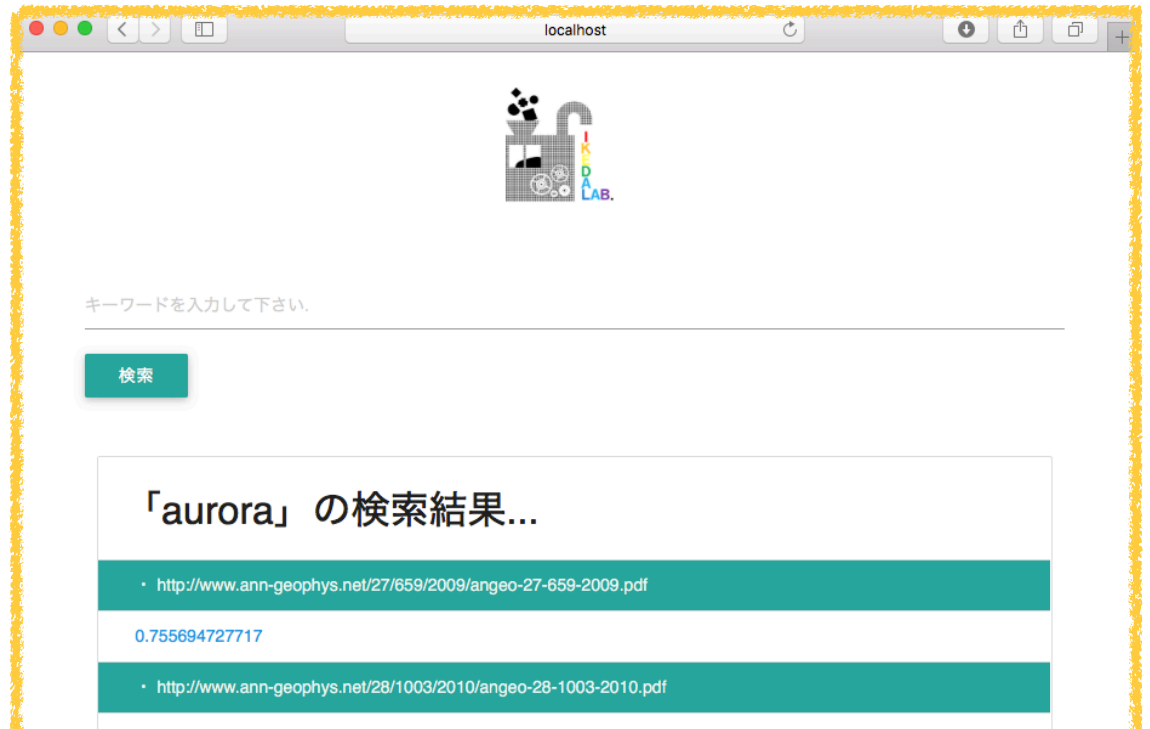 localhost
IKEDA LAB.
キーワードを入力して下さい.
検索
「aurora」の検索結果...
・ http://www.ann-geophys.net/27/659/2009/angeo-27-659-2009.pdf
0.755694727717
・ http://www.ann-geophys.net/28/1003/2010/angeo-28-1003-2010.pdf